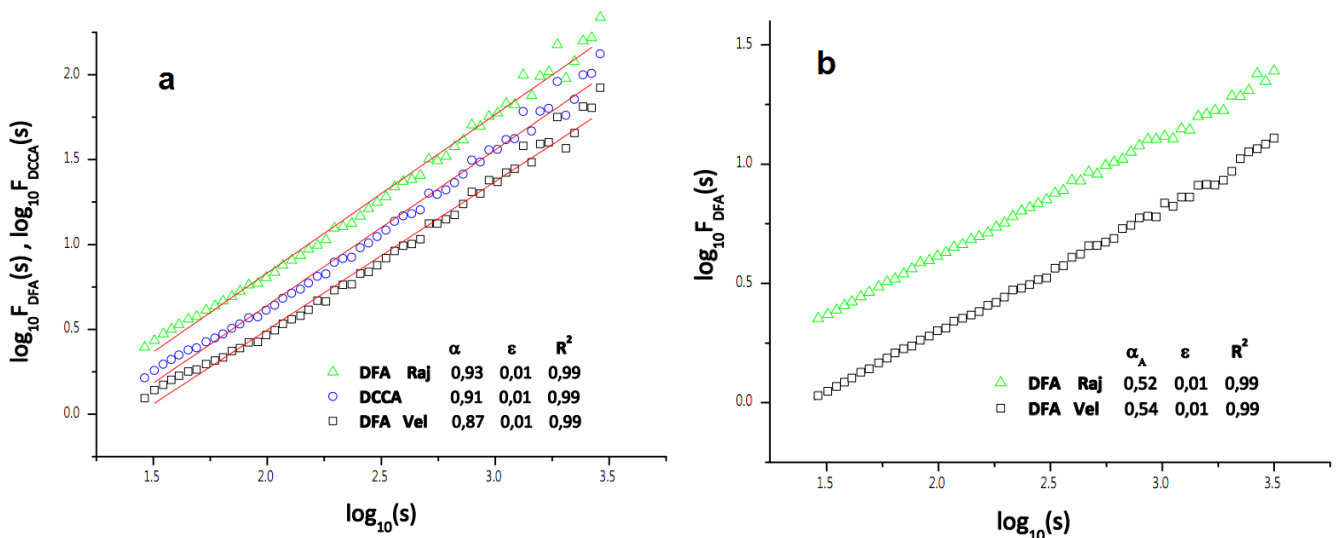 a
log10 FDFA(s) , log10 FDCCA(s)
2.0
1.5
1.0
0.5
0.0
α ε R2
DFA Raj 0,93 0,01 0,99
DCCA 0,91 0,01 0,99
DFA Vel 0,87 0,01 0,99
1.5 2.0 2.5 3.0 3.5
log10(s)
b
log10 FDFA(s)
1.5
1.0
0.5
0.0
αA ε R2
DFA Raj 0,52 0,01 0,99
DFA Vel 0,54 0,01 0,99
1.5 2.0 2.5 3.0 3.5
log10(s)